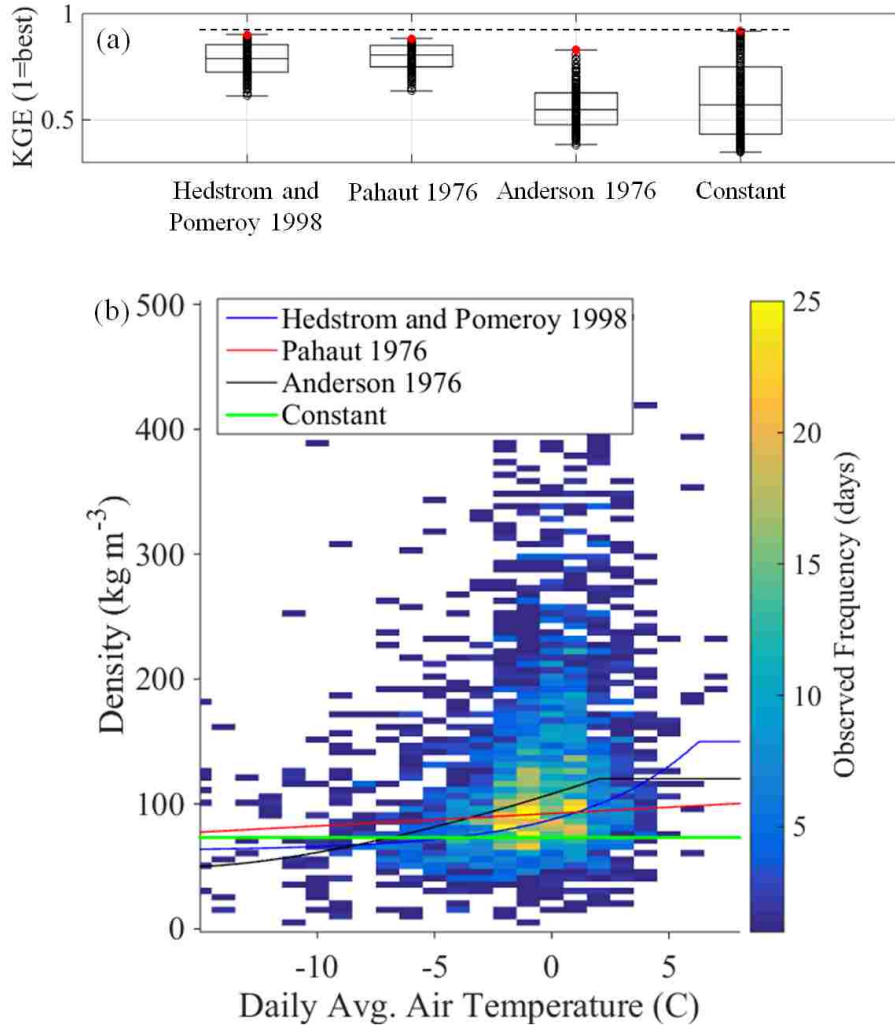 (a)
KGE (1=best)
1
0.5
Hedstrom and
Pomeroy 1998
Pahaut 1976
Anderson 1976
Constant
(b)
Hedstrom and Pomeroy 1998
Pahaut 1976
Anderson 1976
Constant
Density (kg m⁻³)
500
400
300
200
100
0
-10
-5
0
5
Daily Avg. Air Temperature (C)
25
20
15
10
5
Observed Frequency (days)